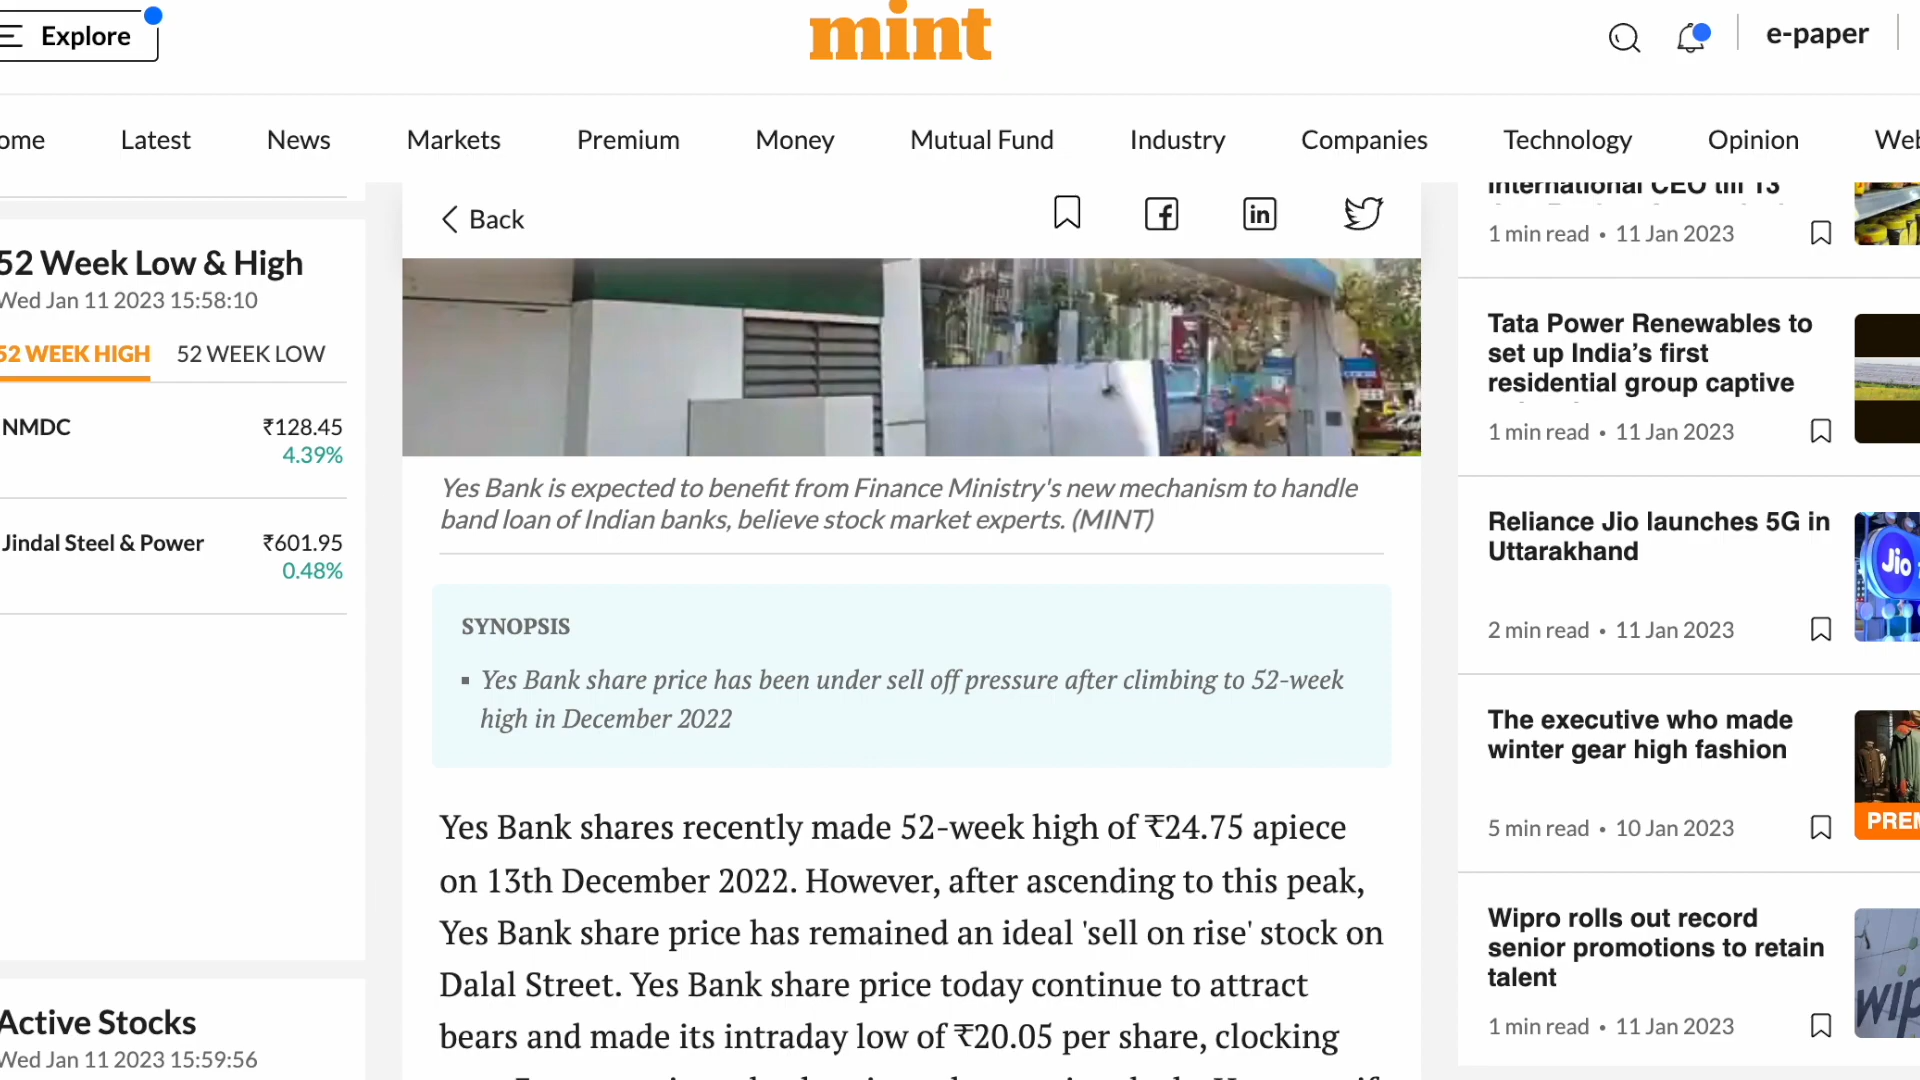 Explore
mint
e-paper
ome
Latest
News
Markets
Premium
Money
Mutual Fund
Industry
Companies
Technology
Opinion
Web
52 Week Low & High
Wed Jan 11 2023 15:58:10
52 WEEK HIGH
52 WEEK LOW
NMDC
₹128.45
4.39%
Jindal Steel & Power
₹601.95
0.48%
Active Stocks
Wed Jan 11 2023 15:59:56
Back
Yes Bank is expected to benefit from Finance Ministry's new mechanism to handle
band loan of Indian banks, believe stock market experts. (MINT)
SYNOPSIS
▪ Yes Bank share price has been under sell off pressure after climbing to 52-week
high in December 2022
Yes Bank shares recently made 52-week high of ₹24.75 apiece
on 13th December 2022. However, after ascending to this peak,
Yes Bank share price has remained an ideal 'sell on rise' stock on
Dalal Street. Yes Bank share price today continue to attract
bears and made its intraday low of ₹20.05 per share, clocking
International CEO till 13
1 min read • 11 Jan 2023
Tata Power Renewables to
set up India’s first
residential group captive
1 min read • 11 Jan 2023
Reliance Jio launches 5G in
Uttarakhand
Jio
2 min read • 11 Jan 2023
The executive who made
winter gear high fashion
PREM
5 min read • 10 Jan 2023
Wipro rolls out record
senior promotions to retain
talent
wip
1 min read • 11 Jan 2023